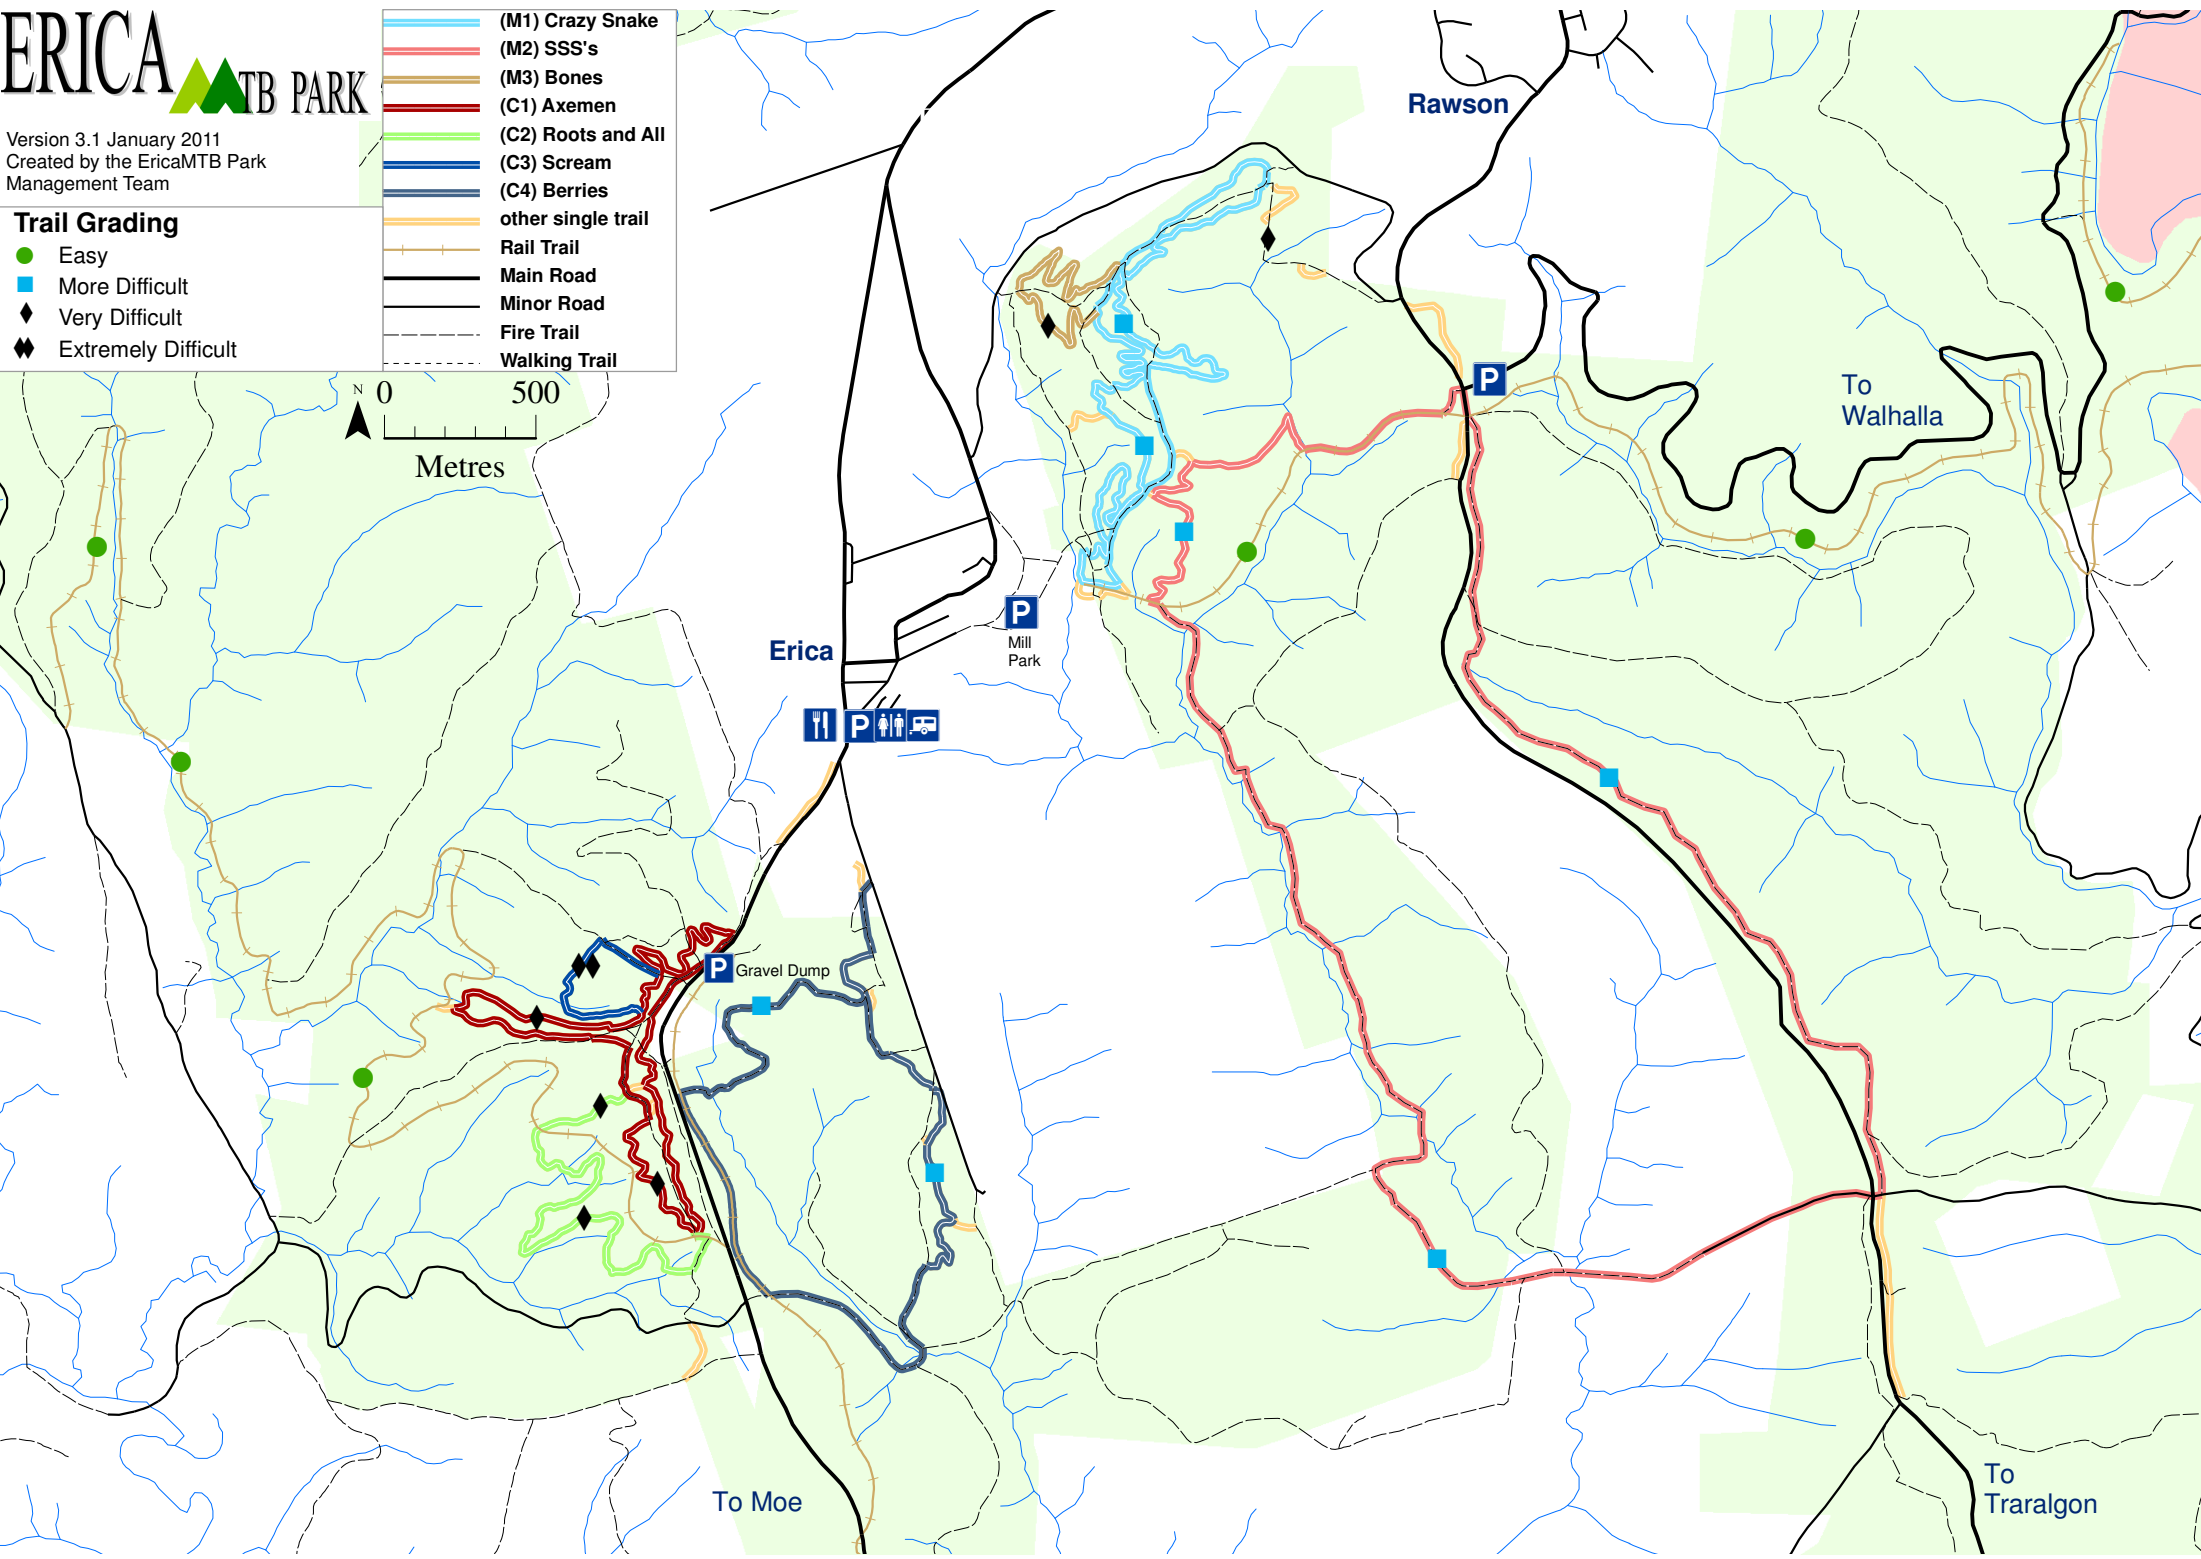 ERICA
MTB PARK
Version 3.1 January 2011
Created by the EricaMTB Park
Management Team
Trail Grading
Easy
More Difficult
Very Difficult
Extremely Difficult
(M1) Crazy Snake
(M2) SSS's
(M3) Bones
(C1) Axemen
(C2) Roots and All
(C3) Scream
(C4) Berries
other single trail
Rail Trail
Main Road
Minor Road
Fire Trail
Walking Trail
N
0 500
Metres
Rawson
P
To
Walhalla
P
Mill
Park
Erica
P
P
Gravel Dump
To Moe
To
Traralgon